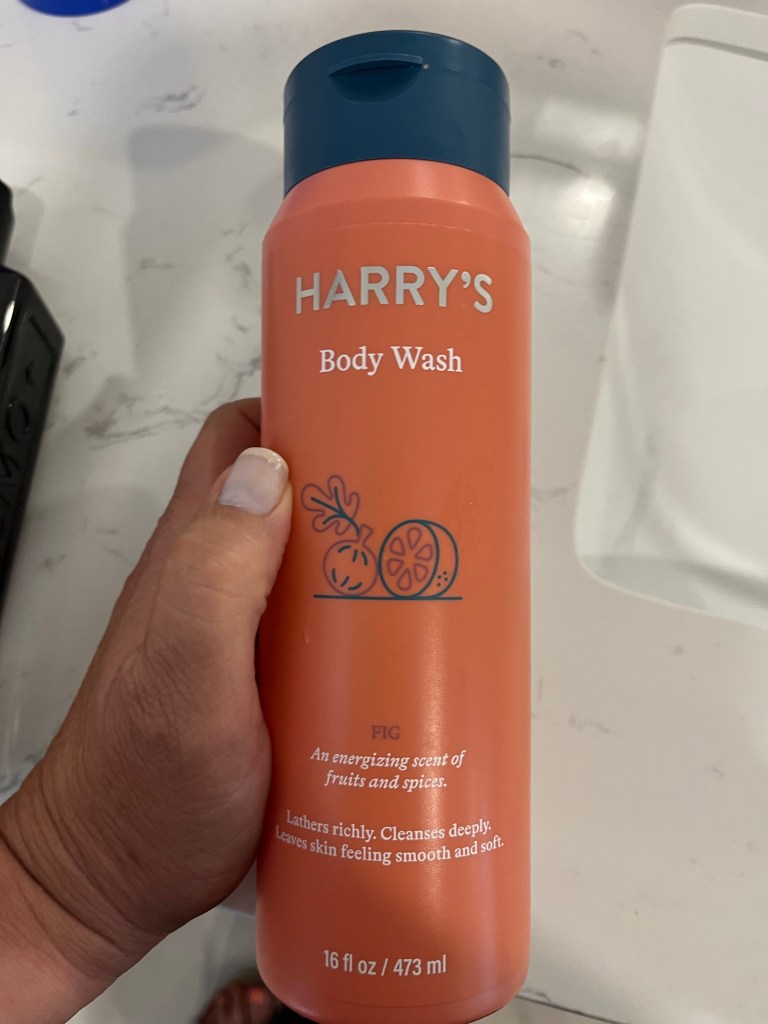 HARRY'S
Body Wash
FIG
An energizing scent of
fruits and spices.
Lathers richly. Cleanses deeply.
Leaves skin feeling smooth and soft.
16 fl oz / 473 ml